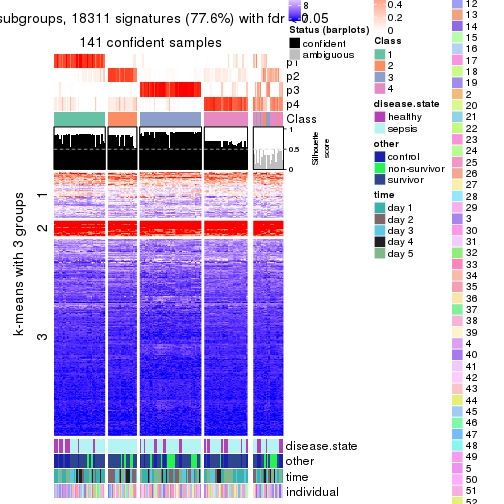 subgroups, 18311 signatures (77.6%) with fdr < 0.05
141 confident samples
p1
p2
p3
p4
Class
1
0.5
0
Silhouette
score
k-means with 3 groups
1
2
3
disease.state
other
time
individual
8
0
Status (barplots)
confident
ambiguous
0.4
0.2
0
Class
1
2
3
4
disease.state
healthy
sepsis
other
control
non-survivor
survivor
time
day 1
day 2
day 3
day 4
day 5
12
13
14
15
16
17
18
19
2
20
21
22
23
24
25
26
27
28
29
3
30
31
32
33
34
35
36
37
38
39
4
40
41
42
43
44
45
46
47
48
49
5
50
51